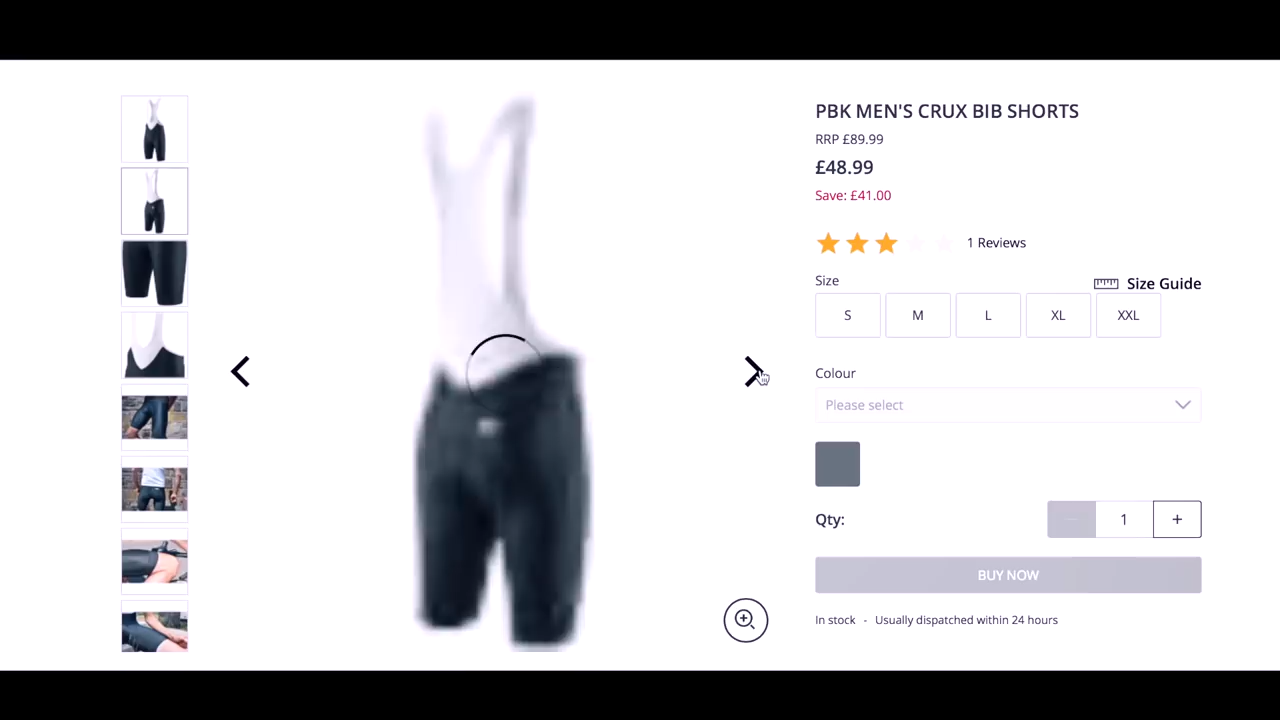 PBK MEN'S CRUX BIB SHORTS
RRP £89.99
£48.99
Save: £41.00
1 Reviews
Size
Size Guide
S M L XL XXL
Colour
Please select
Qty:
1 +
BUY NOW
In stock - Usually dispatched within 24 hours